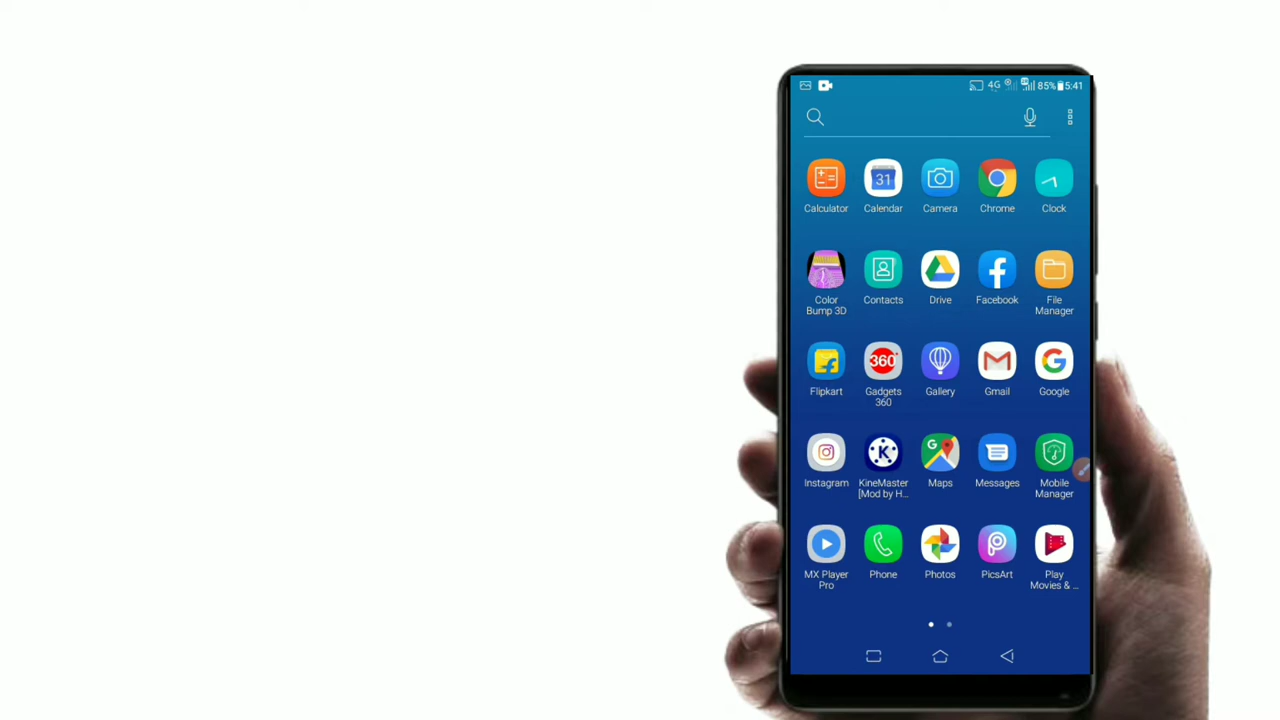 4G 85% 5:41
Calculator
31
Calendar
Camera
Chrome
Clock
Color
Bump 3D
Contacts
Drive
Facebook
File
Manager
Flipkart
360
Gadgets
360
Gallery
Gmail
G
Google
Instagram
K
KineMaster
[Mod by H...
G
Maps
Messages
Mobile
Manager
MX Player
Pro
Phone
Photos
PicsArt
Play
Movies & ...